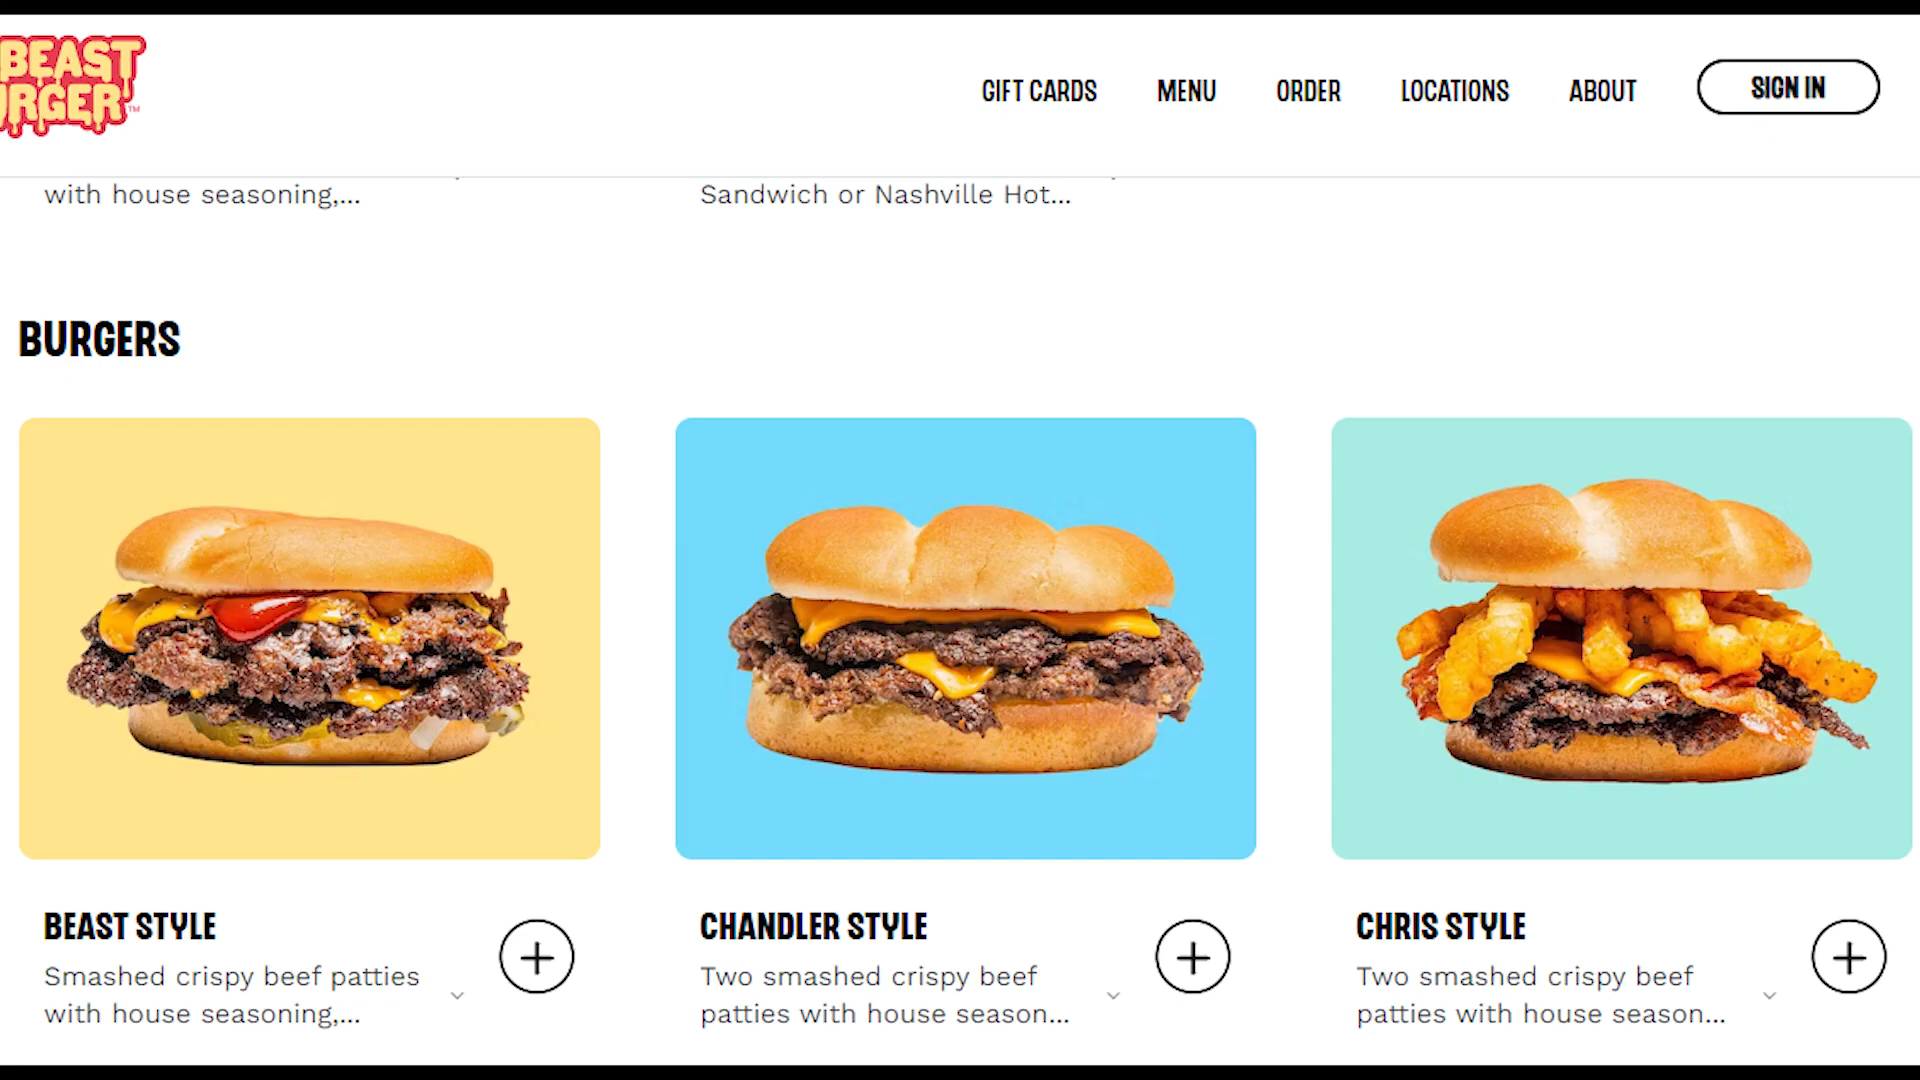 BEAST
URGER™
GIFT CARDS
MENU
ORDER
LOCATIONS
ABOUT
SIGN IN
with house seasoning,...
Sandwich or Nashville Hot...
BURGERS
BEAST STYLE
Smashed crispy beef patties
with house seasoning,...
CHANDLER STYLE
Two smashed crispy beef
patties with house season...
CHRIS STYLE
Two smashed crispy beef
patties with house season...